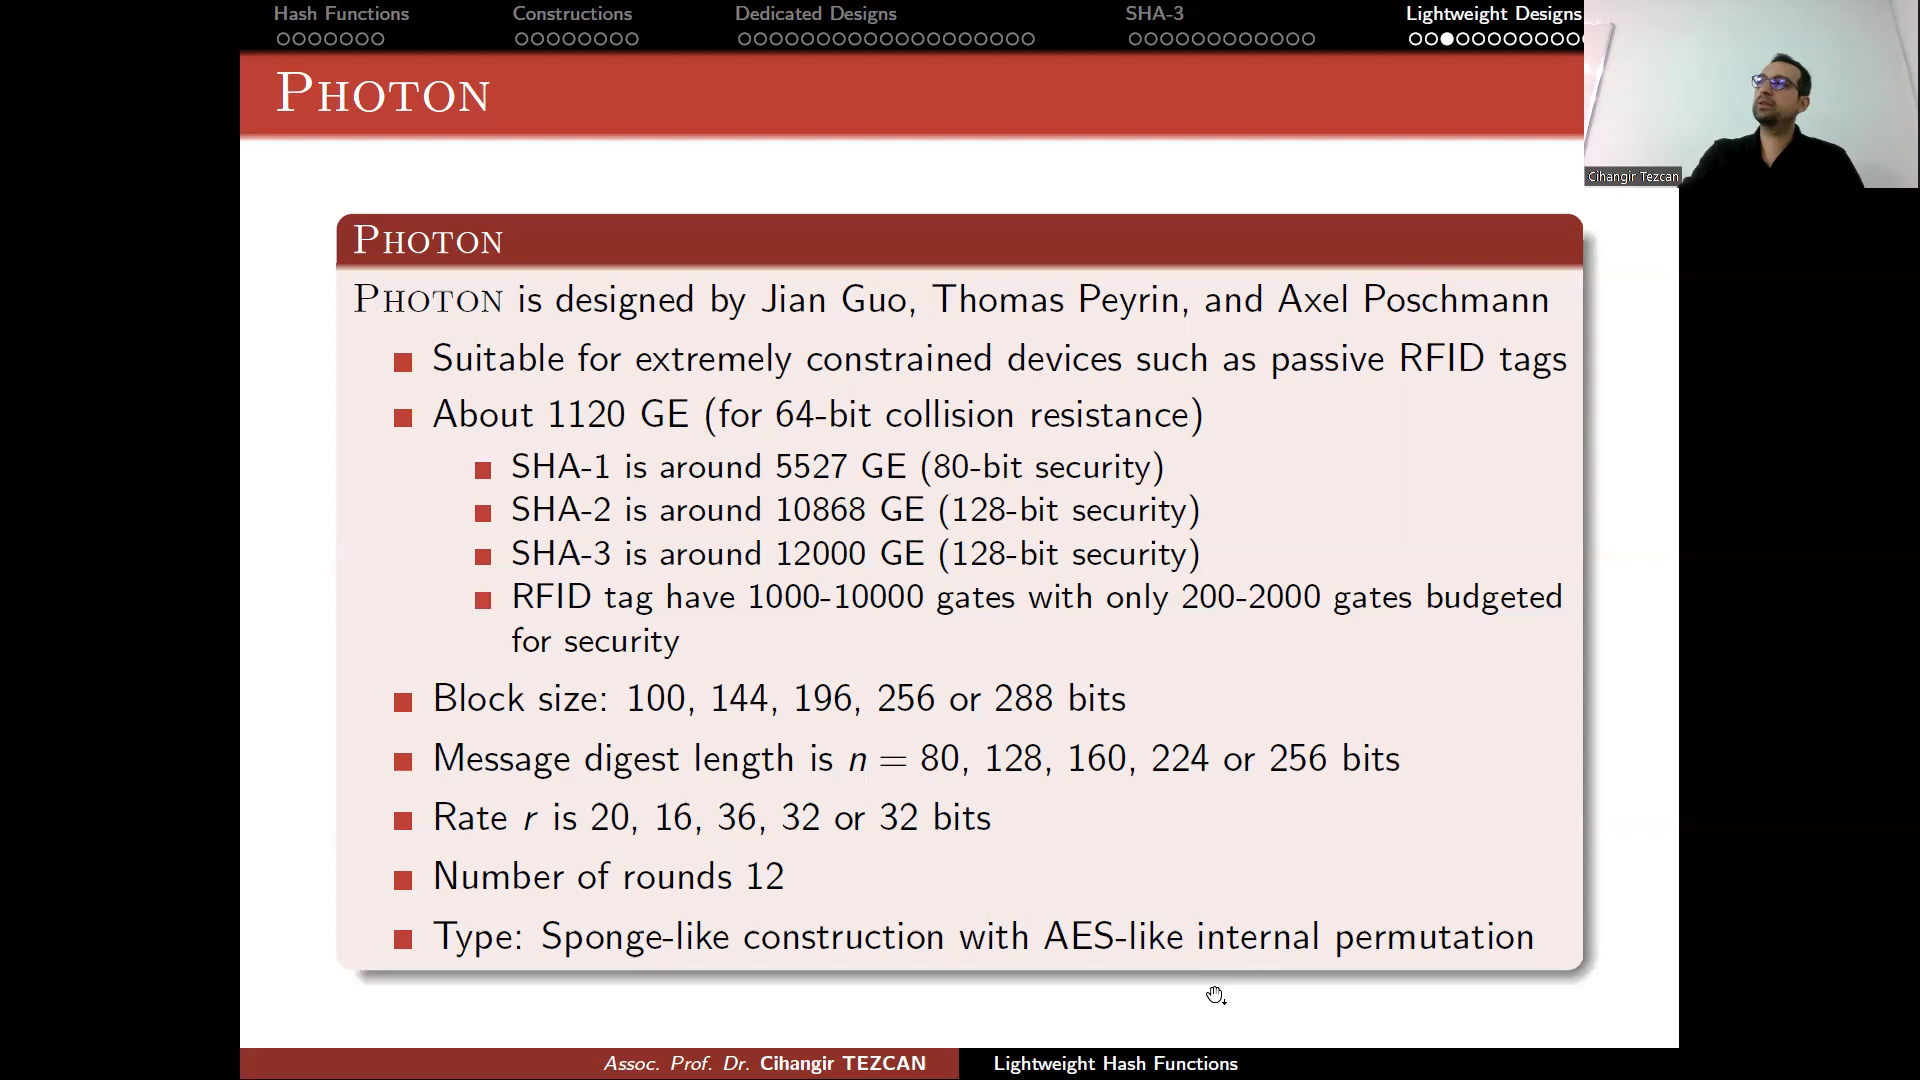 Hash Functions
Constructions
Dedicated Designs
SHA-3
Lightweight Designs
PHOTON
Cihangir Tezcan
PHOTON
PHOTON is designed by Jian Guo, Thomas Peyrin, and Axel Poschmann
Suitable for extremely constrained devices such as passive RFID tags
About 1120 GE (for 64-bit collision resistance)
SHA-1 is around 5527 GE (80-bit security)
SHA-2 is around 10868 GE (128-bit security)
SHA-3 is around 12000 GE (128-bit security)
RFID tag have 1000-10000 gates with only 200-2000 gates budgeted
for security
Block size: 100, 144, 196, 256 or 288 bits
Message digest length is n = 80, 128, 160, 224 or 256 bits
Rate r is 20, 16, 36, 32 or 32 bits
Number of rounds 12
Type: Sponge-like construction with AES-like internal permutation
Assoc. Prof. Dr. Cihangir TEZCAN
Lightweight Hash Functions